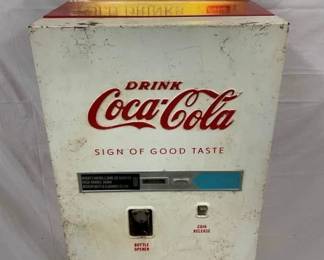 DRINK
Coca-Cola
SIGN OF GOOD TASTE
BOTTLE
OPENER
COIN
RELEASE